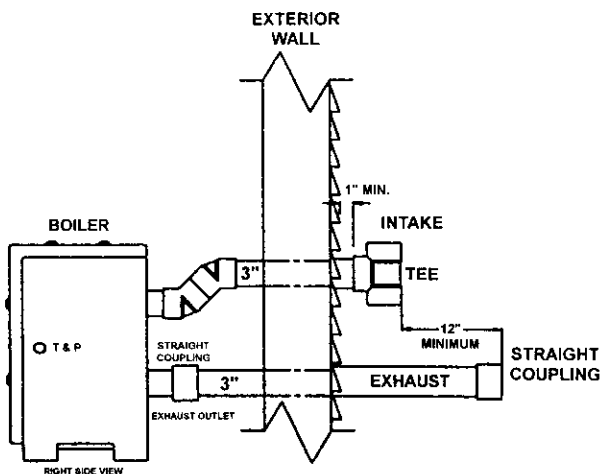 EXTERIOR
WALL
1" MIN.
BOILER
INTAKE
3"
TEE
12"
MINIMUM
T & P
STRAIGHT
COUPLING
3"
EXHAUST
STRAIGHT
COUPLING
EXHAUST OUTLET
RIGHT SIDE VIEW